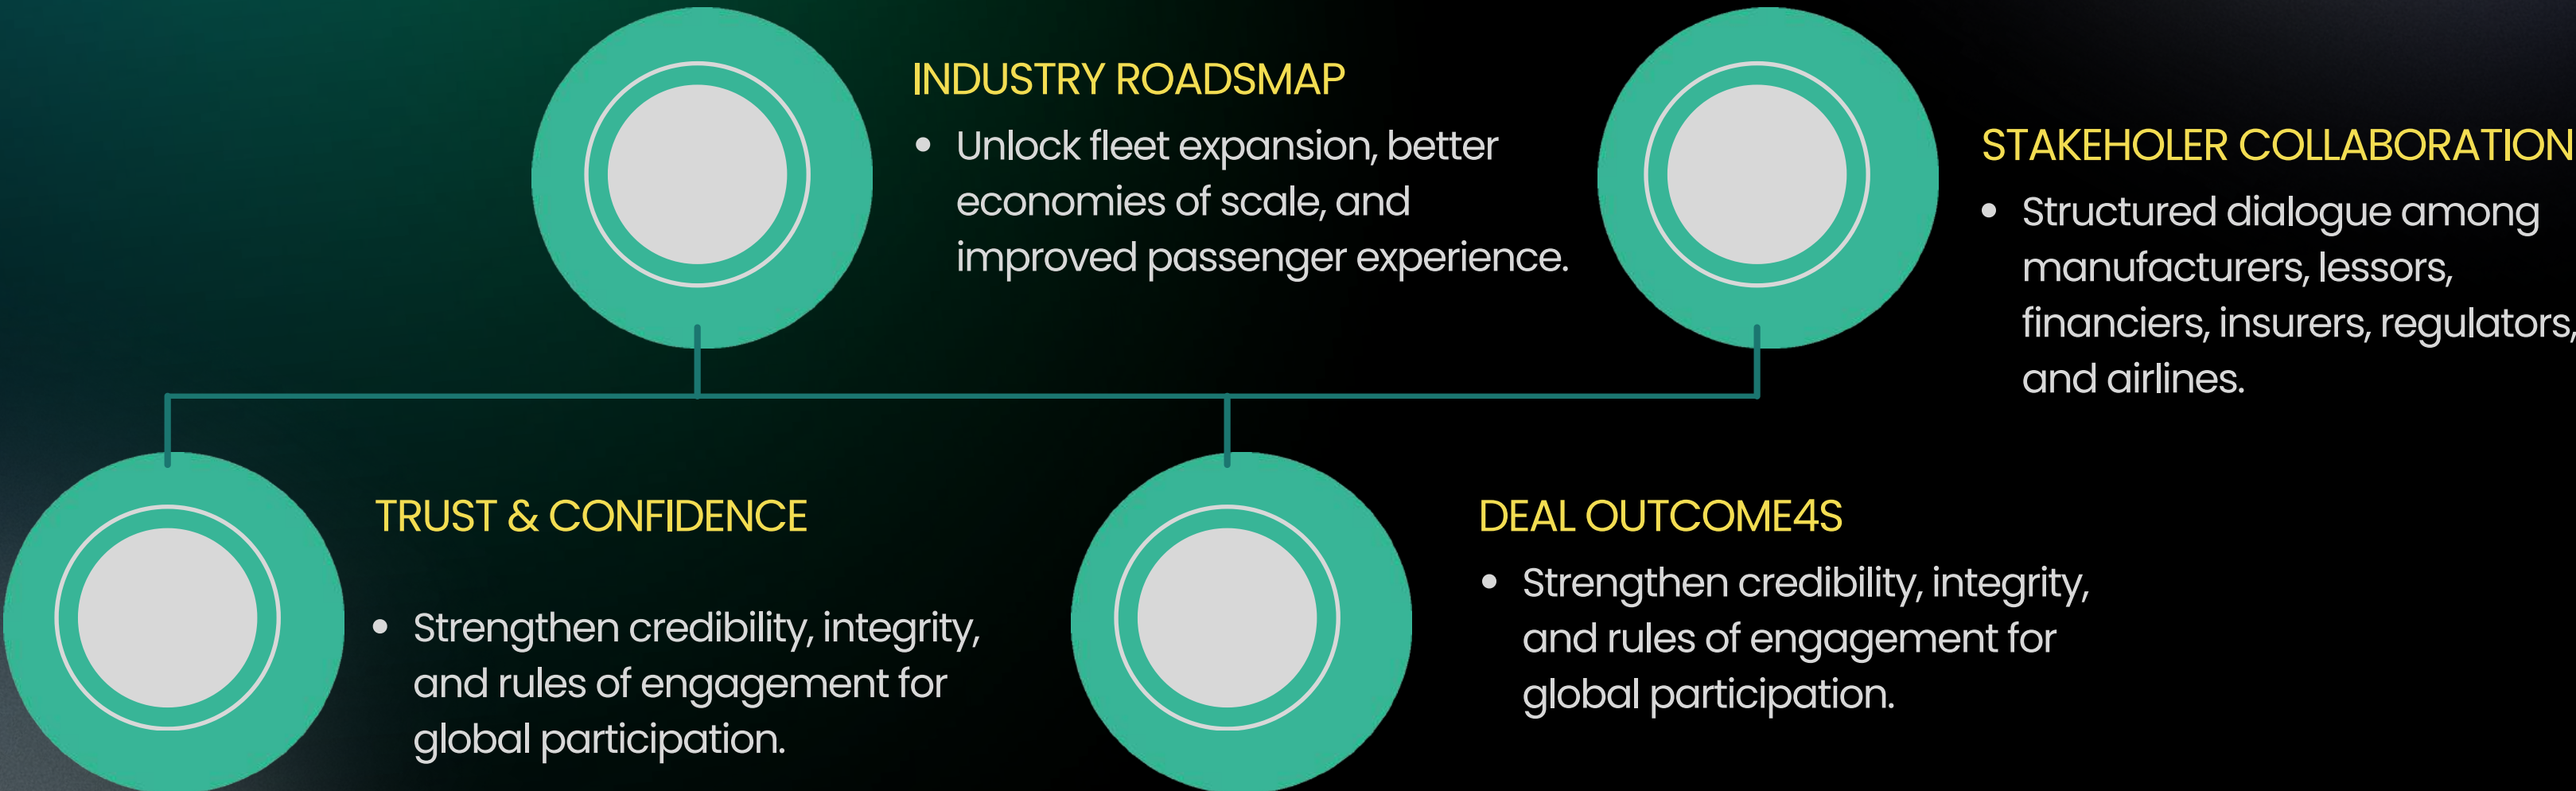 INDUSTRY ROADSMAP
• Unlock fleet expansion, better
economies of scale, and
improved passenger experience.
STAKEHOLER COLLABORATION
• Structured dialogue among
manufacturers, lessors,
financiers, insurers, regulators,
and airlines.
TRUST & CONFIDENCE
• Strengthen credibility, integrity,
and rules of engagement for
global participation.
DEAL OUTCOME4S
• Strengthen credibility, integrity,
and rules of engagement for
global participation.